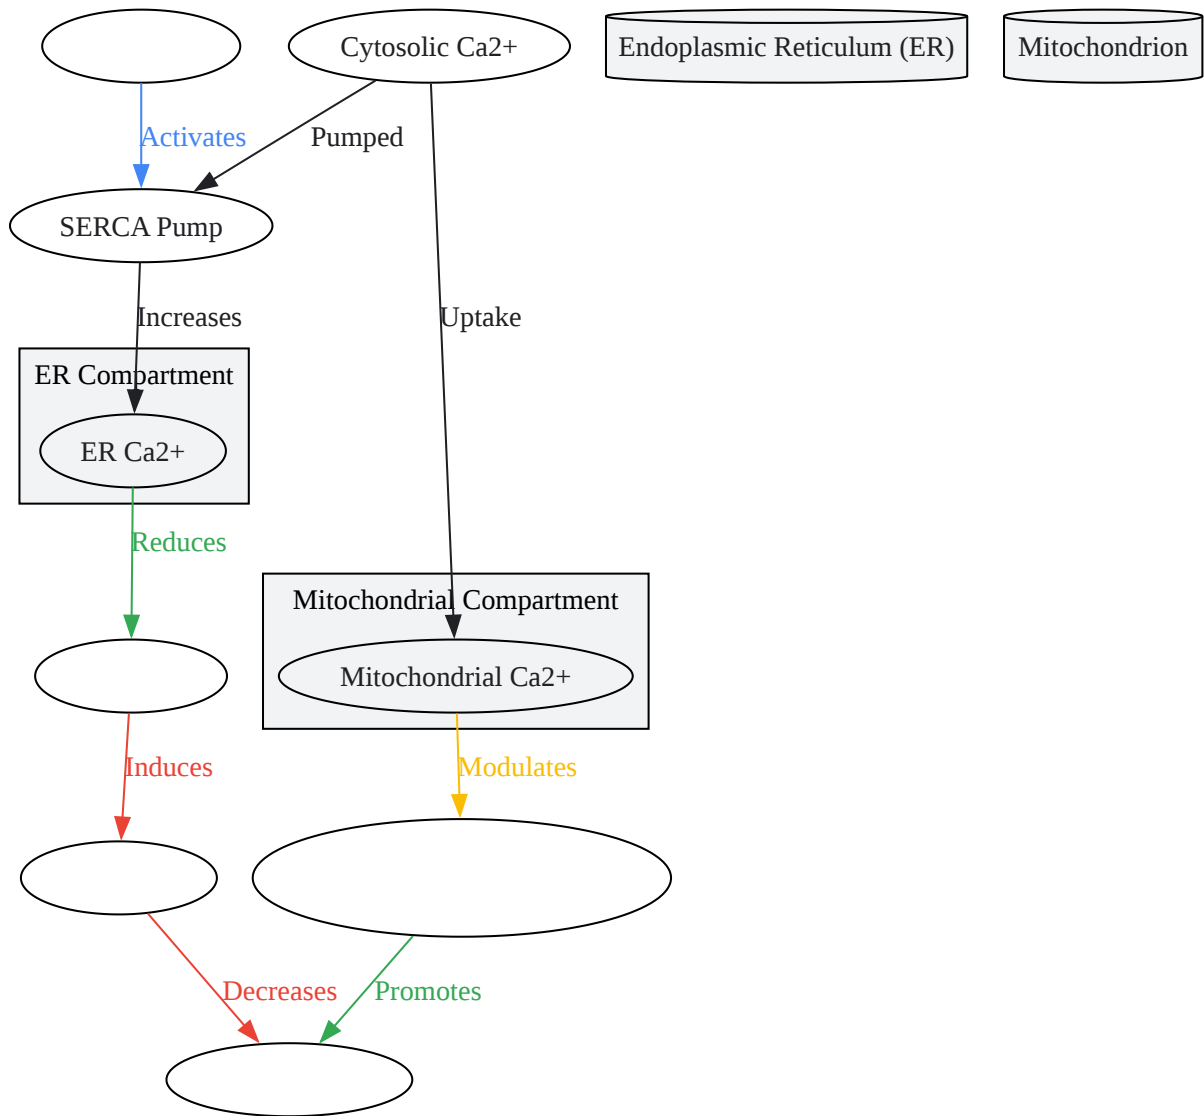 Cytosolic Ca2+
Endoplasmic Reticulum (ER)
Mitochondrion
Activates
Pumped
SERCA Pump
Increases
Uptake
ER Compartment
ER Ca2+
Reduces
Mitochondrial Compartment
Mitochondrial Ca2+
Induces
Modulates
Decreases
Promotes